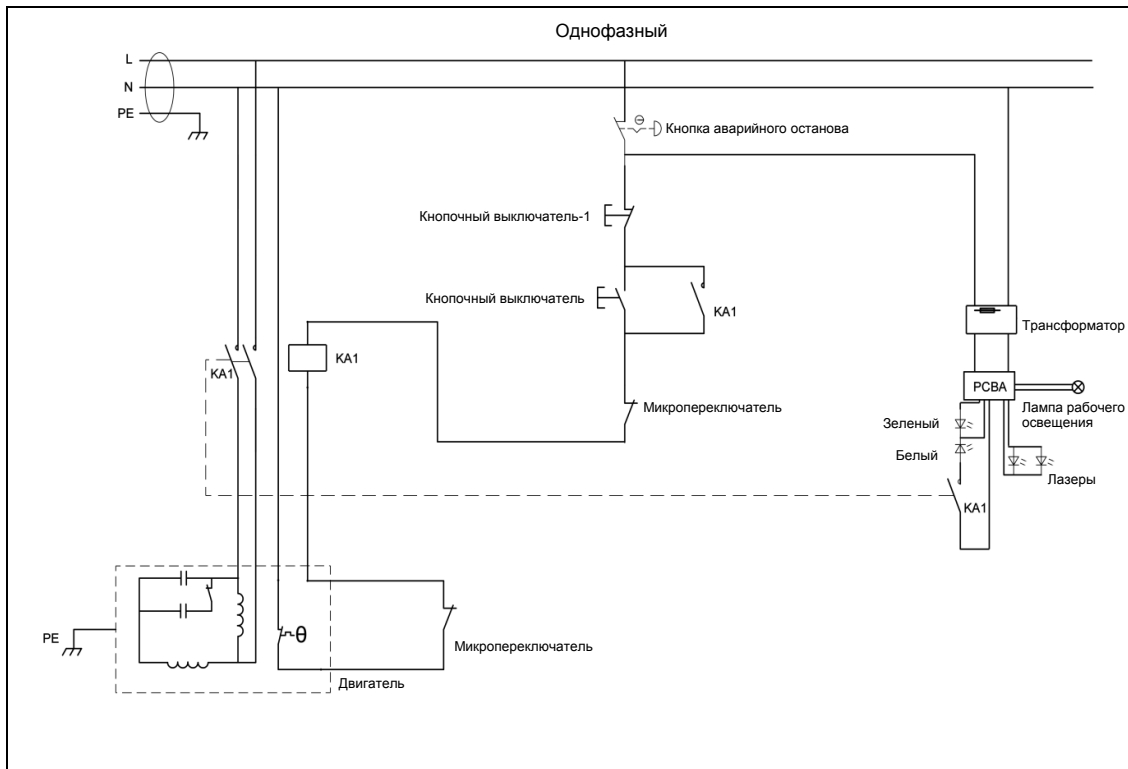 Однофазный
L
N
PE
Кнопка аварийного останова
Кнопочный выключатель-1
Кнопочный выключатель
KA1
Трансформатор
KA1
KA1
PCBA
Микропереключатель
Лампа рабочего
освещения
Зеленый
Белый
Лазеры
KA1
θ
PE
Микропереключатель
Двигатель